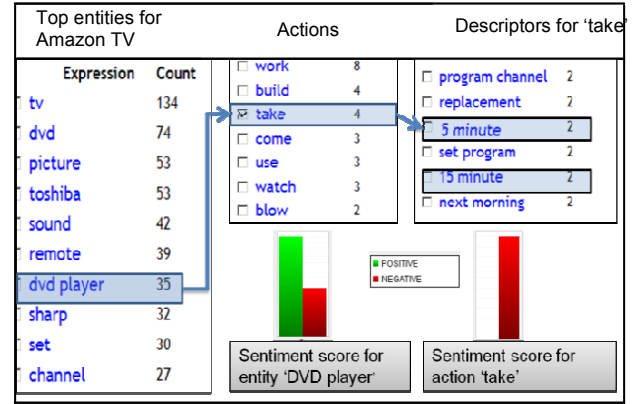 Top entities for
Amazon TV
Expression Count
tv 134
dvd 74
picture 53
toshiba 53
sound 42
remote 39
dvd player 35
sharp 32
set 30
channel 27
Actions
work 8
build 4
take 4
come 3
use 3
watch 3
blow 2
Descriptors for 'take'
program channel 2
replacement 2
5 minute 2
set program 2
15 minute 2
next morning 2
POSITIVE
NEGATIVE
Sentiment score for
entity 'DVD player'
Sentiment score for
action 'take'